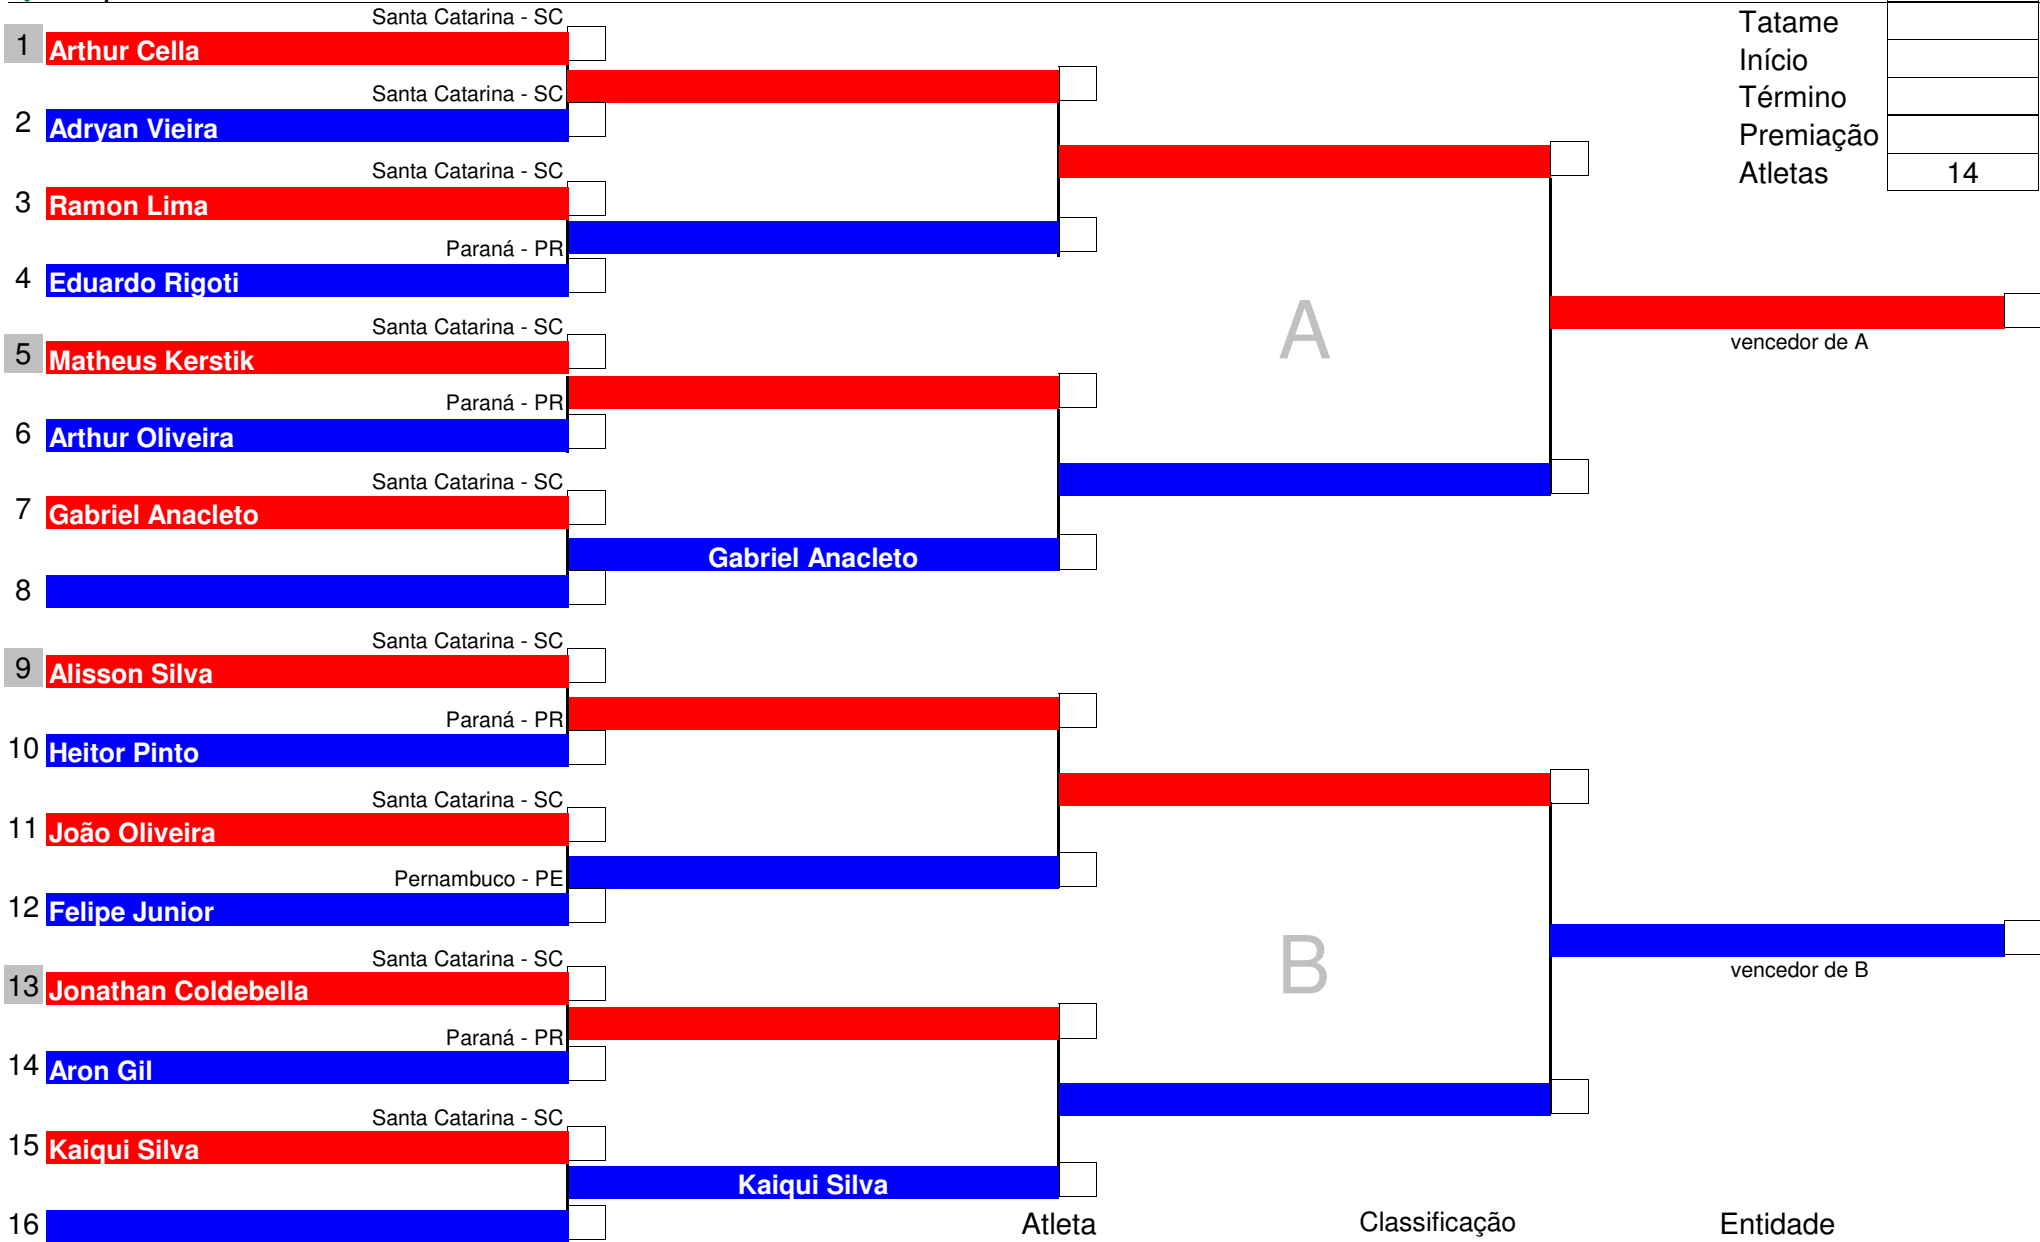 Santa Catarina - SC
1 Arthur Cella
Santa Catarina - SC
2 Adryan Vieira
Santa Catarina - SC
3 Ramon Lima
Paraná - PR
4 Eduardo Rigoti
Santa Catarina - SC
5 Matheus Kerstik
Paraná - PR
6 Arthur Oliveira
Santa Catarina - SC
7 Gabriel Anacleto
Gabriel Anacleto
8
Santa Catarina - SC
9 Alisson Silva
Paraná - PR
10 Heitor Pinto
Santa Catarina - SC
11 João Oliveira
Pernambuco - PE
12 Felipe Junior
Santa Catarina - SC
13 Jonathan Coldebella
Paraná - PR
14 Aron Gil
Santa Catarina - SC
15 Kaiqui Silva
Kaiqui Silva
16
A
vencedor de A
B
vencedor de B
Tatame
Início
Término
Premiação
Atletas 14
Atleta Classificação Entidade